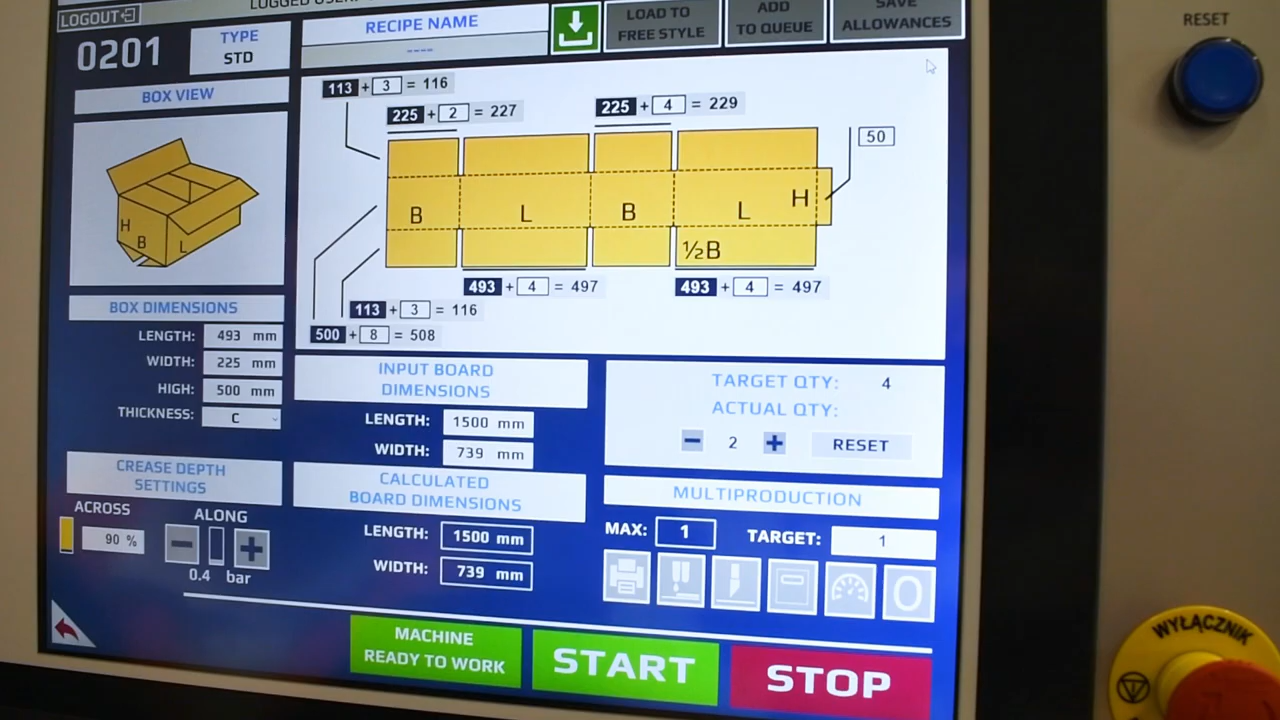 LOGOUT
LOGGED USER:
0201
TYPE
STD
RECIPE NAME
----
LOAD TO
FREE STYLE
ADD
TO QUEUE
SAVE
ALLOWANCES
RESET
BOX VIEW
H
B
L
113 + 3 = 116
225 + 2 = 227
225 + 4 = 229
50
B
L
B
L
H
½B
493 + 4 = 497
493 + 4 = 497
113 + 3 = 116
500 + 8 = 508
BOX DIMENSIONS
LENGTH: 493 mm
WIDTH: 225 mm
HIGH: 500 mm
THICKNESS: C
INPUT BOARD
DIMENSIONS
LENGTH: 1500 mm
WIDTH: 739 mm
TARGET QTY: 4
ACTUAL QTY:
− 2 + RESET
CREASE DEPTH
SETTINGS
ACROSS
90 %
ALONG
− +
0.4 bar
CALCULATED
BOARD DIMENSIONS
LENGTH: 1500 mm
WIDTH: 739 mm
MULTIPRODUCTION
MAX: 1 TARGET: 1
MACHINE
READY TO WORK
START
STOP
WYŁĄCZNIK